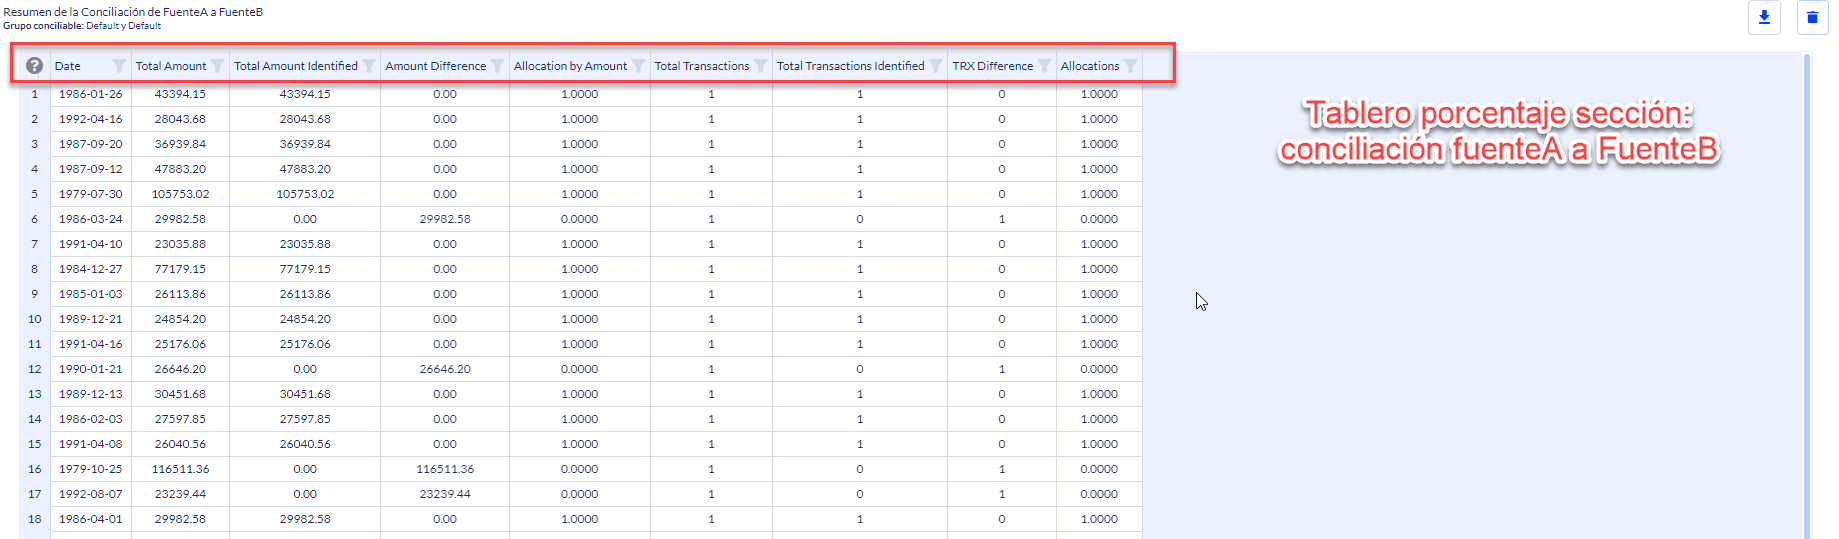 Resumen de la Conciliación de FuenteA a FuenteB
Grupo conciliable: Default y Default
? Date Total Amount Total Amount Identified Amount Difference Allocation by Amount Total Transactions Total Transactions Identified TRX Difference Allocations
1 1986-01-26 43394.15 43394.15 0.00 1.0000 1 1 0 1.0000
2 1992-04-16 28043.68 28043.68 0.00 1.0000 1 1 0 1.0000
3 1987-09-20 36939.84 36939.84 0.00 1.0000 1 1 0 1.0000
4 1987-09-12 47883.20 47883.20 0.00 1.0000 1 1 0 1.0000
5 1979-07-30 105753.02 105753.02 0.00 1.0000 1 1 0 1.0000
6 1986-03-24 29982.58 0.00 29982.58 0.0000 1 0 1 0.0000
7 1991-04-10 23035.88 23035.88 0.00 1.0000 1 1 0 1.0000
8 1984-12-27 77179.15 77179.15 0.00 1.0000 1 1 0 1.0000
9 1985-01-03 26113.86 26113.86 0.00 1.0000 1 1 0 1.0000
10 1989-12-21 24854.20 24854.20 0.00 1.0000 1 1 0 1.0000
11 1991-04-16 25176.06 25176.06 0.00 1.0000 1 1 0 1.0000
12 1990-01-21 26646.20 0.00 26646.20 0.0000 1 0 1 0.0000
13 1989-12-13 30451.68 30451.68 0.00 1.0000 1 1 0 1.0000
14 1986-02-03 27597.85 27597.85 0.00 1.0000 1 1 0 1.0000
15 1991-04-08 26040.56 26040.56 0.00 1.0000 1 1 0 1.0000
16 1979-10-25 116511.36 0.00 116511.36 0.0000 1 0 1 0.0000
17 1992-08-07 23239.44 0.00 23239.44 0.0000 1 0 1 0.0000
18 1986-04-01 29982.58 29982.58 0.00 1.0000 1 1 0 1.0000
Tablero porcentaje sección:
conciliación fuenteA a FuenteB